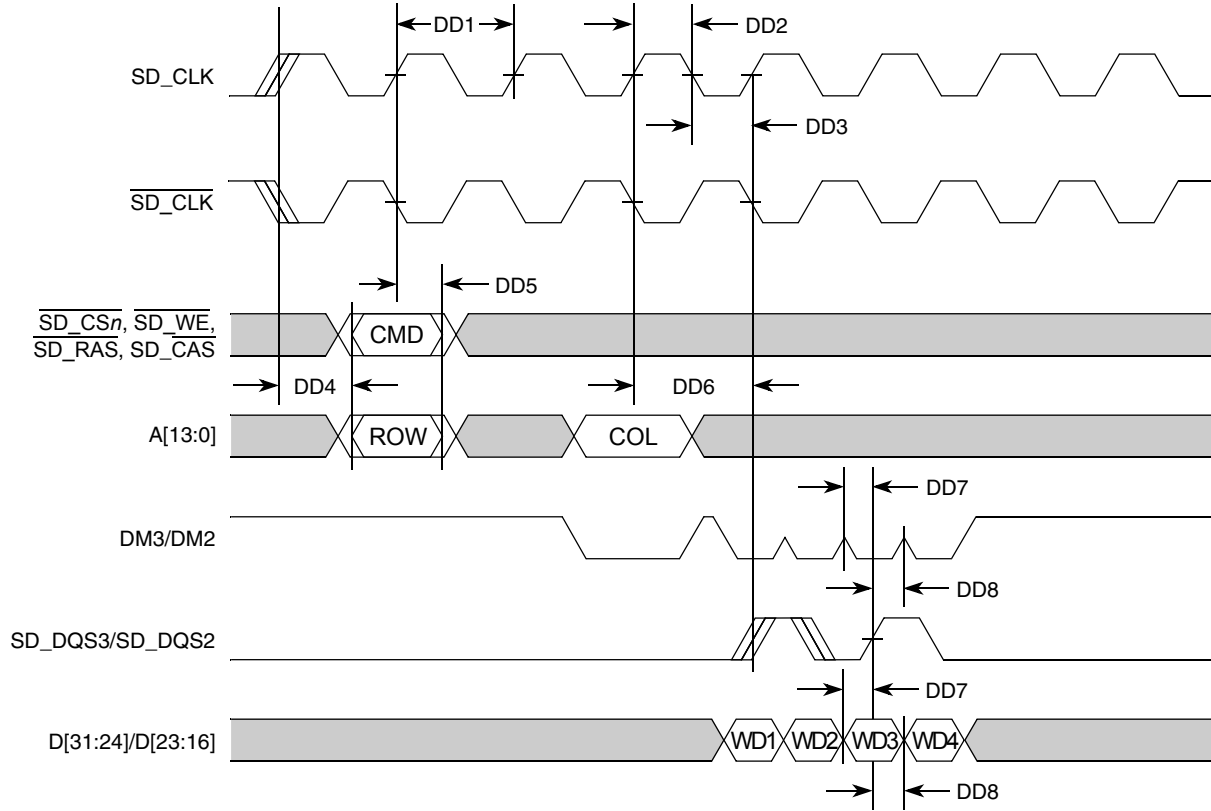 DD1
DD2
SD_CLK
DD3
SD_CLK
DD5
SD_CSn, SD_WE,
SD_RAS, SD_CAS
CMD
DD4
DD6
A[13:0]
ROW
COL
DD7
DM3/DM2
DD8
SD_DQS3/SD_DQS2
DD7
D[31:24]/D[23:16]
WD1
WD2
WD3
WD4
DD8